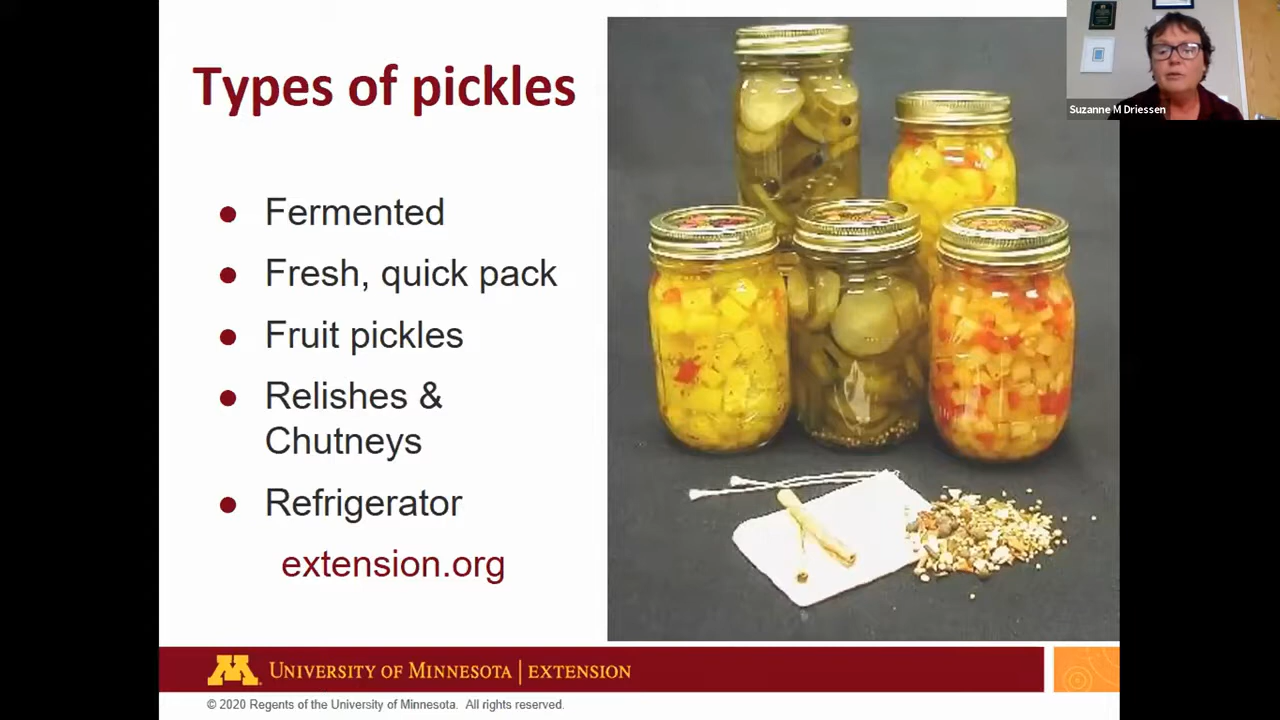 Types of pickles
Suzanne M Driessen
● Fermented
● Fresh, quick pack
● Fruit pickles
● Relishes &
Chutneys
● Refrigerator
extension.org
M
UNIVERSITY OF MINNESOTA | EXTENSION
© 2020 Regents of the University of Minnesota. All rights reserved.